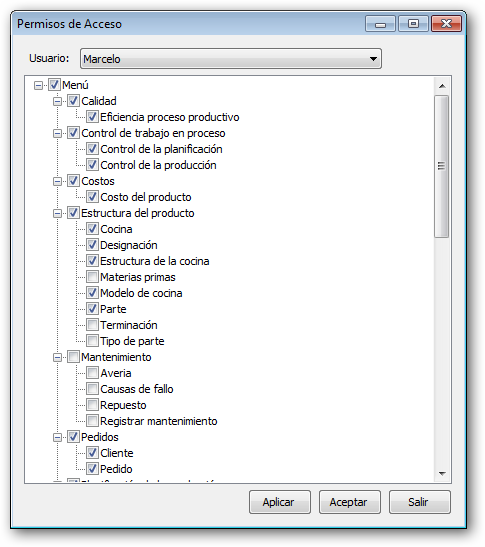 Permisos de Acceso
Usuario: Marcelo
Menú
Calidad
Eficiencia proceso productivo
Control de trabajo en proceso
Control de la planificación
Control de la producción
Costos
Costo del producto
Estructura del producto
Cocina
Designación
Estructura de la cocina
Materias primas
Modelo de cocina
Parte
Terminación
Tipo de parte
Mantenimiento
Averia
Causas de fallo
Repuesto
Registrar mantenimiento
Pedidos
Cliente
Pedido
Aplicar Aceptar Salir